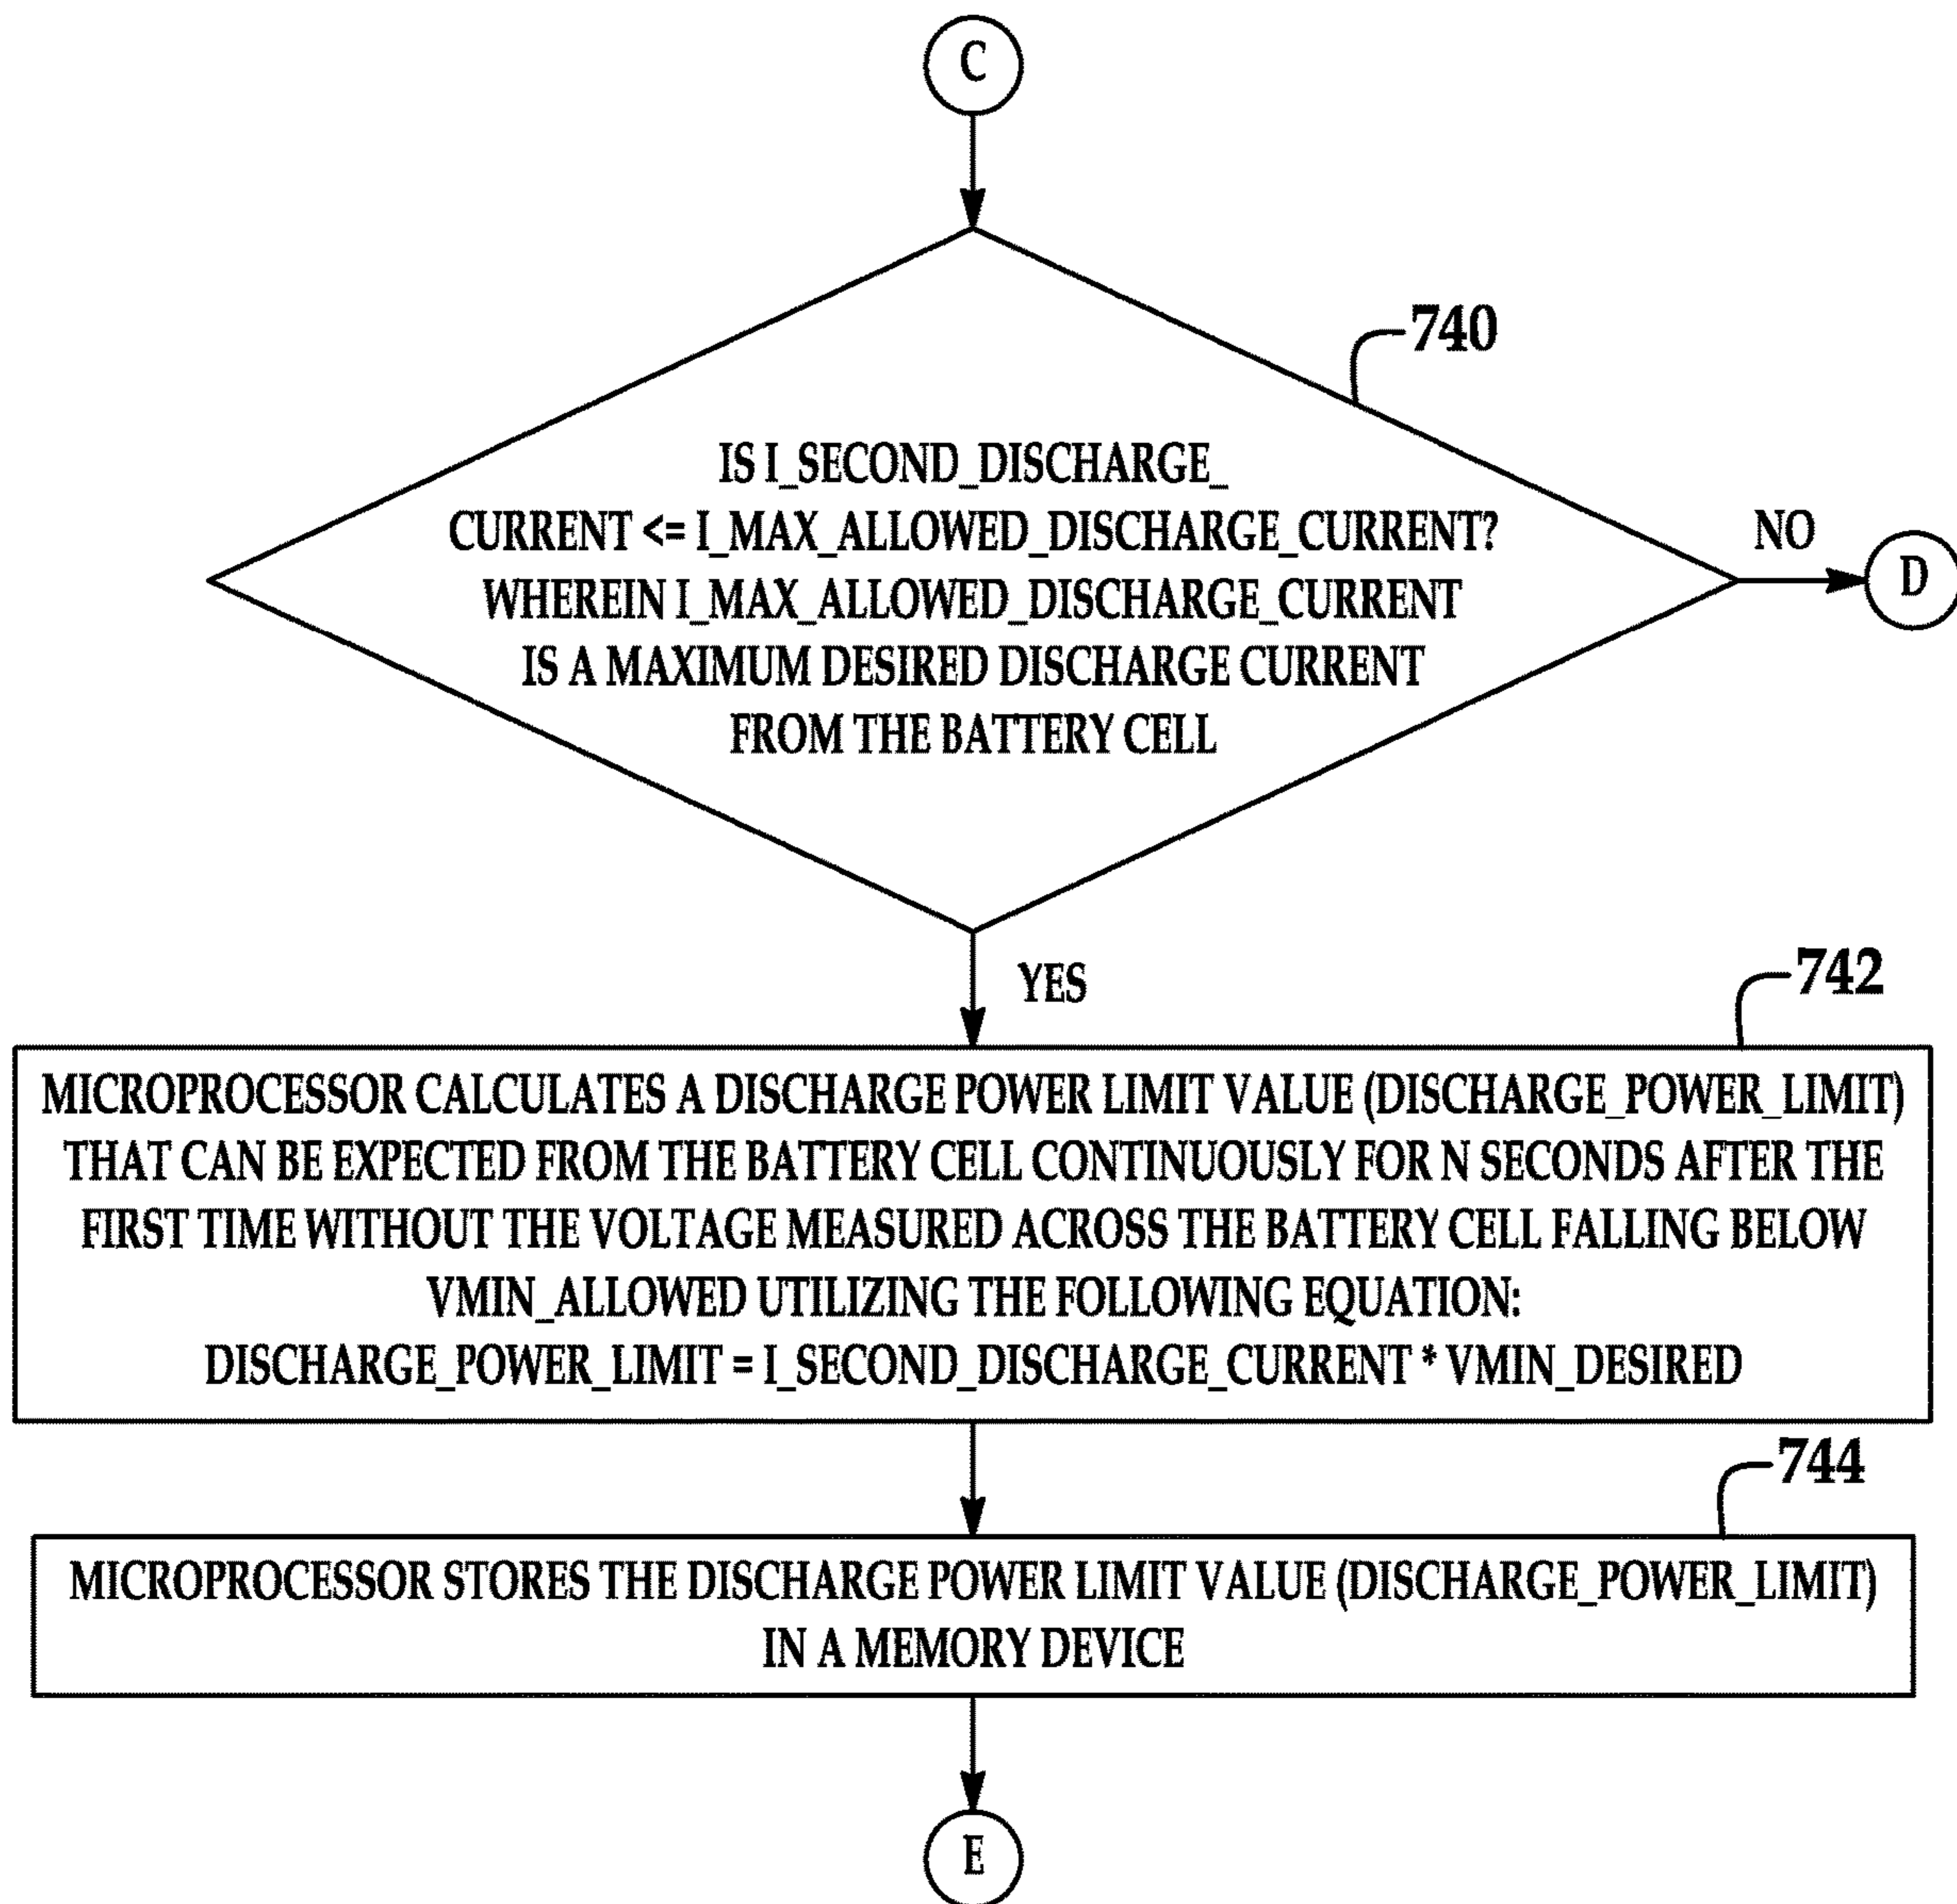 C
740
IS I_SECOND_DISCHARGE_
CURRENT <= I_MAX_ALLOWED_DISCHARGE_CURRENT?
WHEREIN I_MAX_ALLOWED_DISCHARGE_CURRENT
IS A MAXIMUM DESIRED DISCHARGE CURRENT
FROM THE BATTERY CELL
NO
D
YES
742
MICROPROCESSOR CALCULATES A DISCHARGE POWER LIMIT VALUE (DISCHARGE_POWER_LIMIT)
THAT CAN BE EXPECTED FROM THE BATTERY CELL CONTINUOUSLY FOR N SECONDS AFTER THE
FIRST TIME WITHOUT THE VOLTAGE MEASURED ACROSS THE BATTERY CELL FALLING BELOW
VMIN_ALLOWED UTILIZING THE FOLLOWING EQUATION:
DISCHARGE_POWER_LIMIT = I_SECOND_DISCHARGE_CURRENT * VMIN_DESIRED
744
MICROPROCESSOR STORES THE DISCHARGE POWER LIMIT VALUE (DISCHARGE_POWER_LIMIT)
IN A MEMORY DEVICE
E